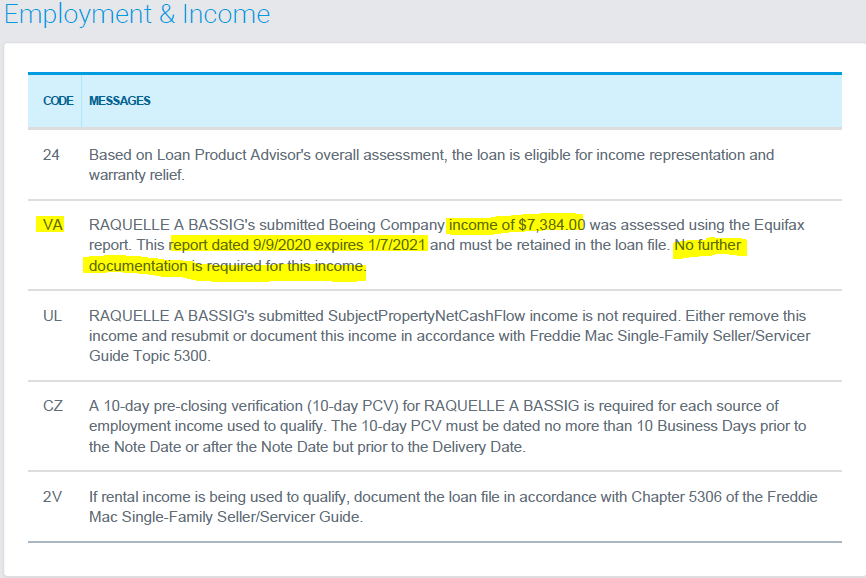 Employment & Income
CODE MESSAGES
24 Based on Loan Product Advisor's overall assessment, the loan is eligible for income representation and
warranty relief.
VA RAQUELLE A BASSIG's submitted Boeing Company income of $7,384.00 was assessed using the Equifax
report. This report dated 9/9/2020 expires 1/7/2021 and must be retained in the loan file. No further
documentation is required for this income.
UL RAQUELLE A BASSIG's submitted SubjectPropertyNetCashFlow income is not required. Either remove this
income and resubmit or document this income in accordance with Freddie Mac Single-Family Seller/Servicer
Guide Topic 5300.
CZ A 10-day pre-closing verification (10-day PCV) for RAQUELLE A BASSIG is required for each source of
employment income used to qualify. The 10-day PCV must be dated no more than 10 Business Days prior to
the Note Date or after the Note Date but prior to the Delivery Date.
2V If rental income is being used to qualify, document the loan file in accordance with Chapter 5306 of the Freddie
Mac Single-Family Seller/Servicer Guide.